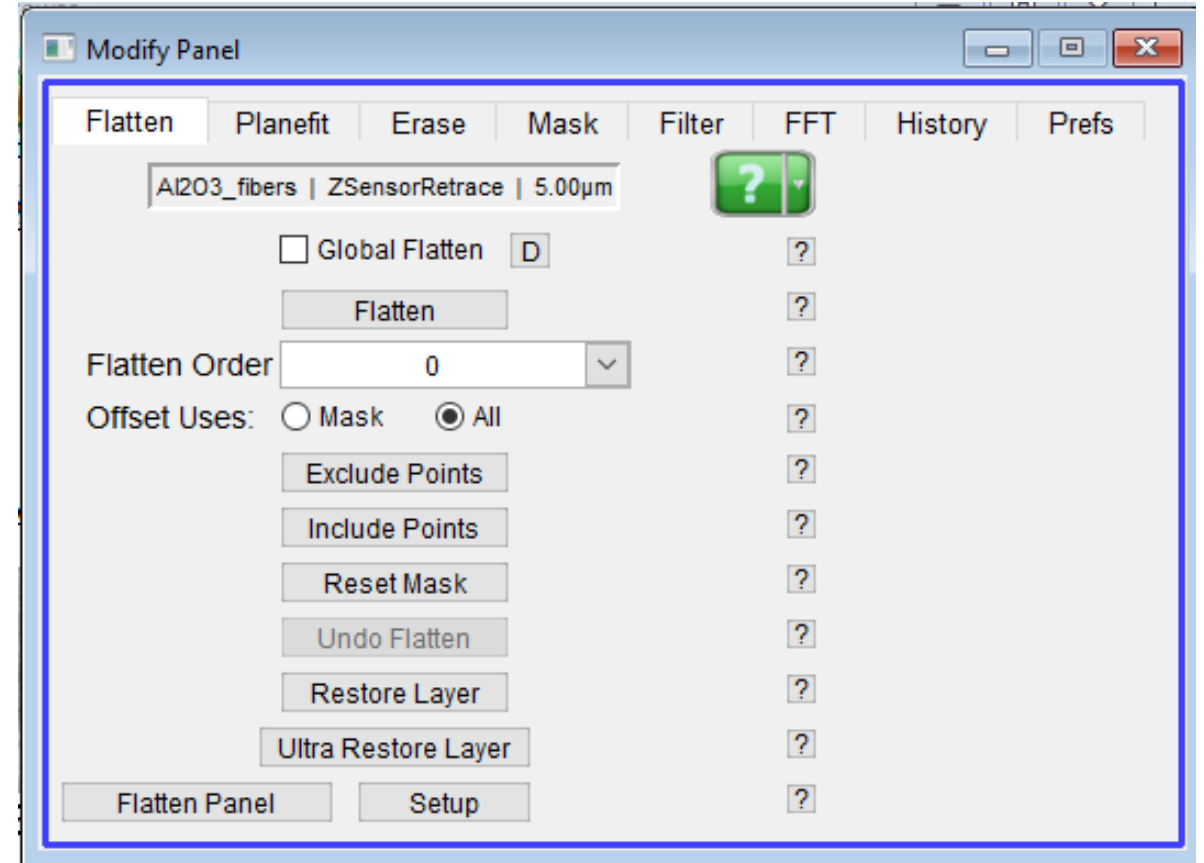 Modify Panel
Flatten Planefit Erase Mask Filter FFT History Prefs
Al2O3_fibers | ZSensorRetrace | 5.00µm ?
Global Flatten D ?
Flatten ?
Flatten Order 0 ?
Offset Uses: Mask All ?
Exclude Points ?
Include Points ?
Reset Mask ?
Undo Flatten ?
Restore Layer ?
Ultra Restore Layer ?
Flatten Panel Setup ?